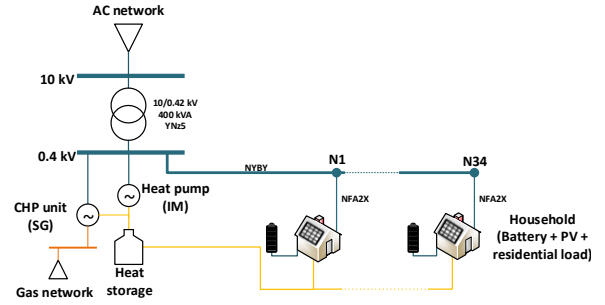 AC network
10 kV
10/0.42 kV
400 kVA
YNz5
0.4 kV
NYBY
N1
N34
Heat pump
(IM)
NFA2X
NFA2X
CHP unit
(SG)
Household
(Battery + PV +
residential load)
Gas network
Heat
storage